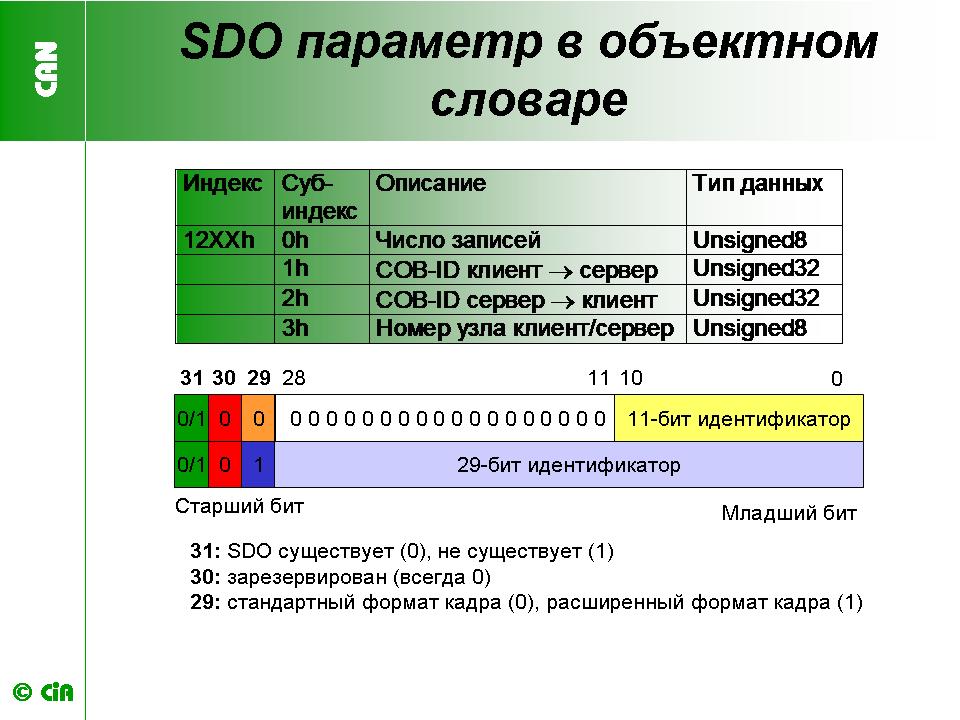 CAN
SDO параметр в объектном
словаре
Индекс Суб- Описание Тип данных
индекс
12XXh 0h Число записей Unsigned8
1h COB-ID клиент → сервер Unsigned32
2h COB-ID сервер → клиент Unsigned32
3h Номер узла клиент/сервер Unsigned8
31 30 29 28 11 10 0
0/1 0 0 0 0 0 0 0 0 0 0 0 0 0 0 0 0 0 0 0 0 11-бит идентификатор
0/1 0 1 29-бит идентификатор
Старший бит
Младший бит
31: SDO существует (0), не существует (1)
30: зарезервирован (всегда 0)
29: стандартный формат кадра (0), расширенный формат кадра (1)
© CiA